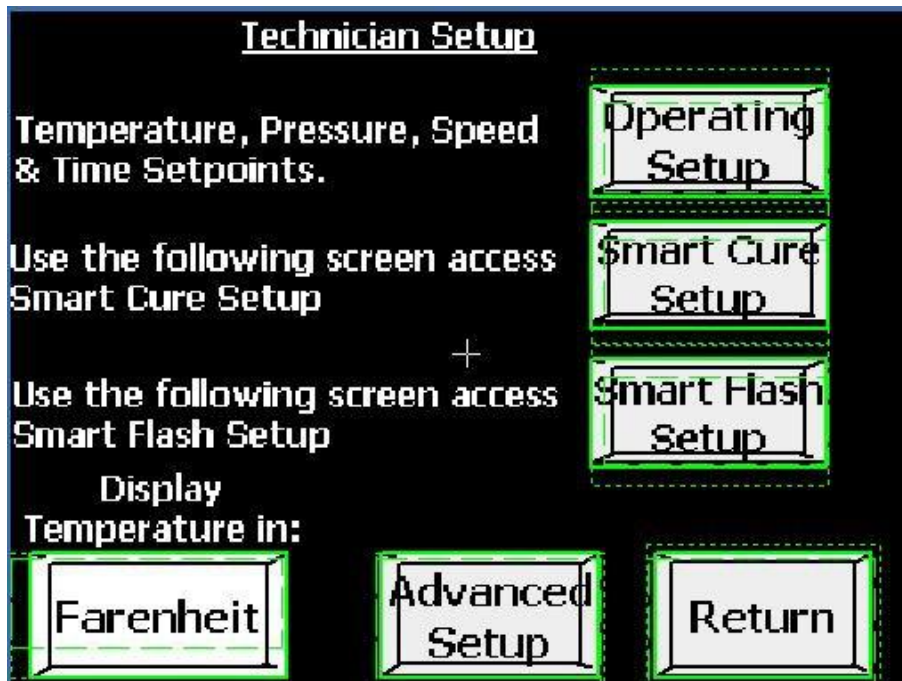 Technician Setup
Temperature, Pressure, Speed
& Time Setpoints.
Operating
Setup
Use the following screen access
Smart Cure Setup
Smart Cure
Setup
Use the following screen access
Smart Flash Setup
Smart Flash
Setup
Display
Temperature in:
Farenheit
Advanced
Setup
Return